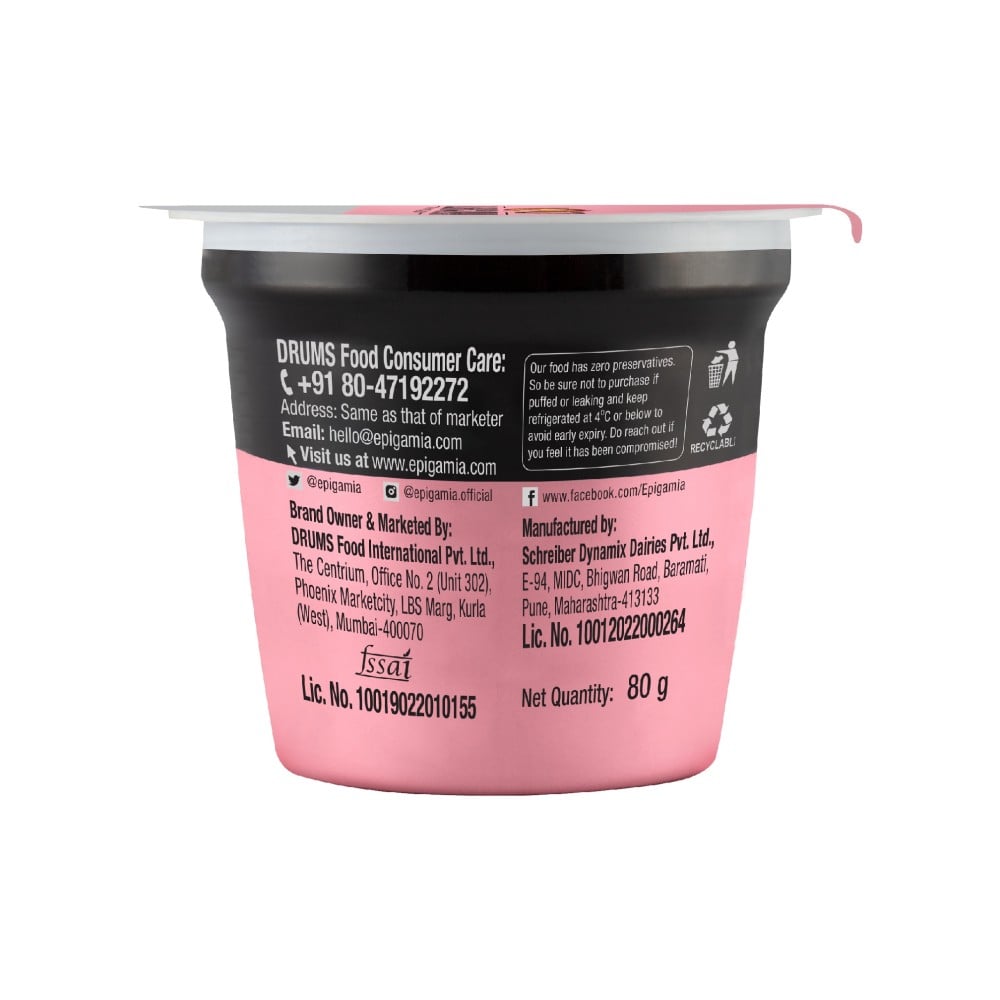 DRUMS Food Consumer Care:
+91 80-47192272
Address: Same as that of marketer
Email: hello@epigamia.com
Visit us at www.epigamia.com
Our food has zero preservatives.
So be sure not to purchase if
puffed or leaking and keep
refrigerated at 4°C or below to
avoid early expiry. Do reach out if
you feel it has been compromised!
RECYCLABL
@epigamia @epigamia.official www.facebook.com/Epigamia
Brand Owner & Marketed By:
DRUMS Food International Pvt. Ltd.,
The Centrium, Office No. 2 (Unit 302),
Phoenix Marketcity, LBS Marg, Kurla
(West), Mumbai-400070
fssai
Lic. No. 10019022010155
Manufactured by:
Schreiber Dynamix Dairies Pvt. Ltd.,
E-94, MIDC, Bhigwan Road, Baramati,
Pune, Maharashtra-413133
Lic. No. 10012022000264
Net Quantity: 80 g